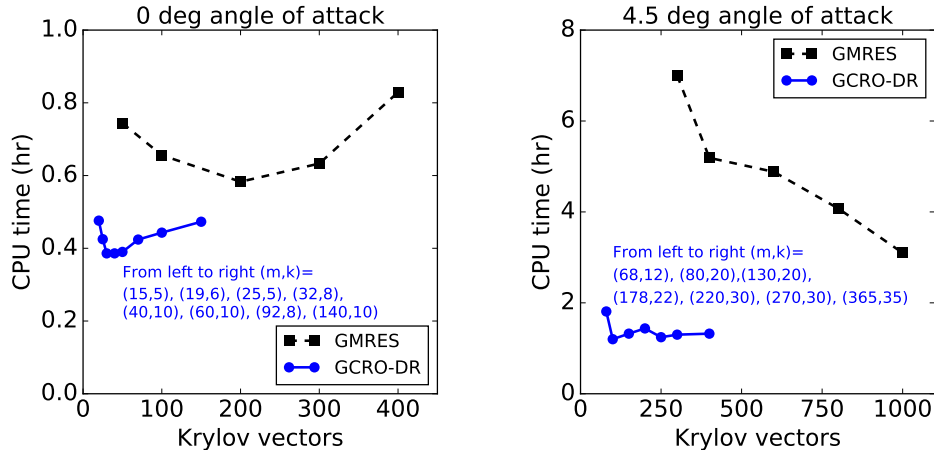 0 deg angle of attack
1.0
0.8
0.6
0.4
0.2
0.0
CPU time (hr)
From left to right (m,k)=
(15,5), (19,6), (25,5), (32,8),
(40,10), (60,10), (92,8), (140,10)
GMRES
GCRO-DR
0 100 200 300 400
Krylov vectors
4.5 deg angle of attack
8
6
4
2
0
CPU time (hr)
GMRES
GCRO-DR
From left to right (m,k)=
(68,12), (80,20),(130,20),
(178,22), (220,30), (270,30), (365,35)
0 250 500 750 1000
Krylov vectors